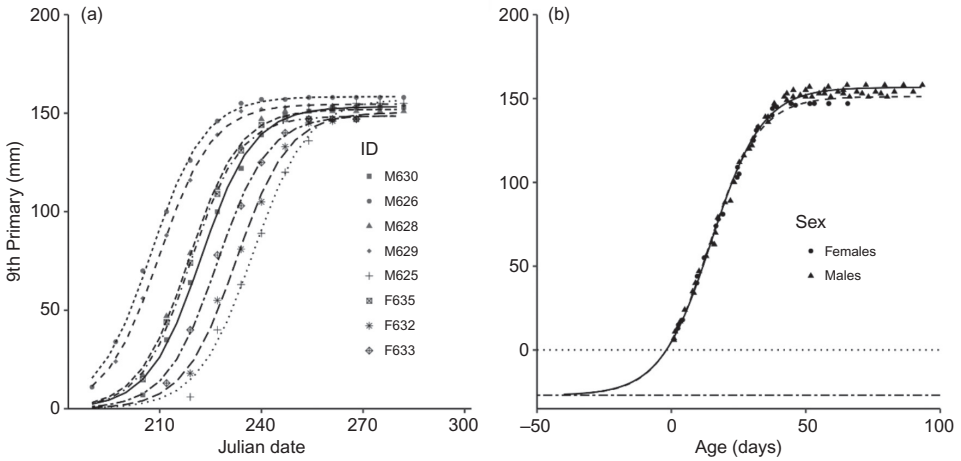 (a)
200
150
100
50
0
9th Primary (mm)
210
240
270
300
Julian date
ID
M630
M626
M628
M629
M625
F635
F632
F633
(b)
200
150
100
50
0
–50
0
50
100
Age (days)
Sex
Females
Males